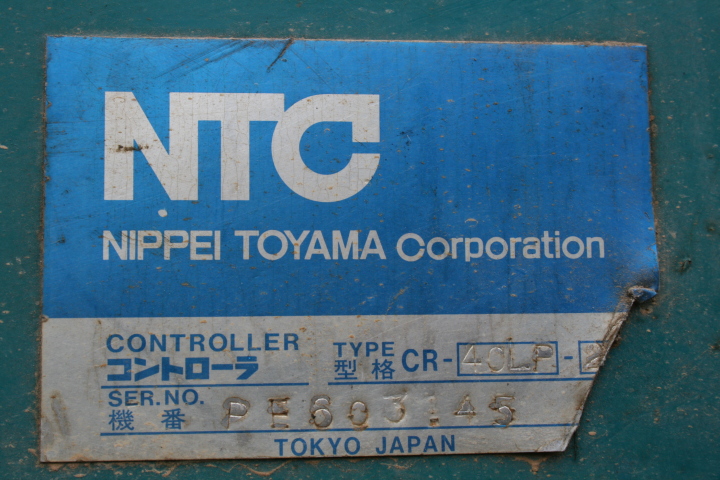 NTC
NIPPEI TOYAMA Corporation
CONTROLLER TYPE CR-40LP-2
コントローラ 型格
SER.NO. PE603145
機番
TOKYO JAPAN